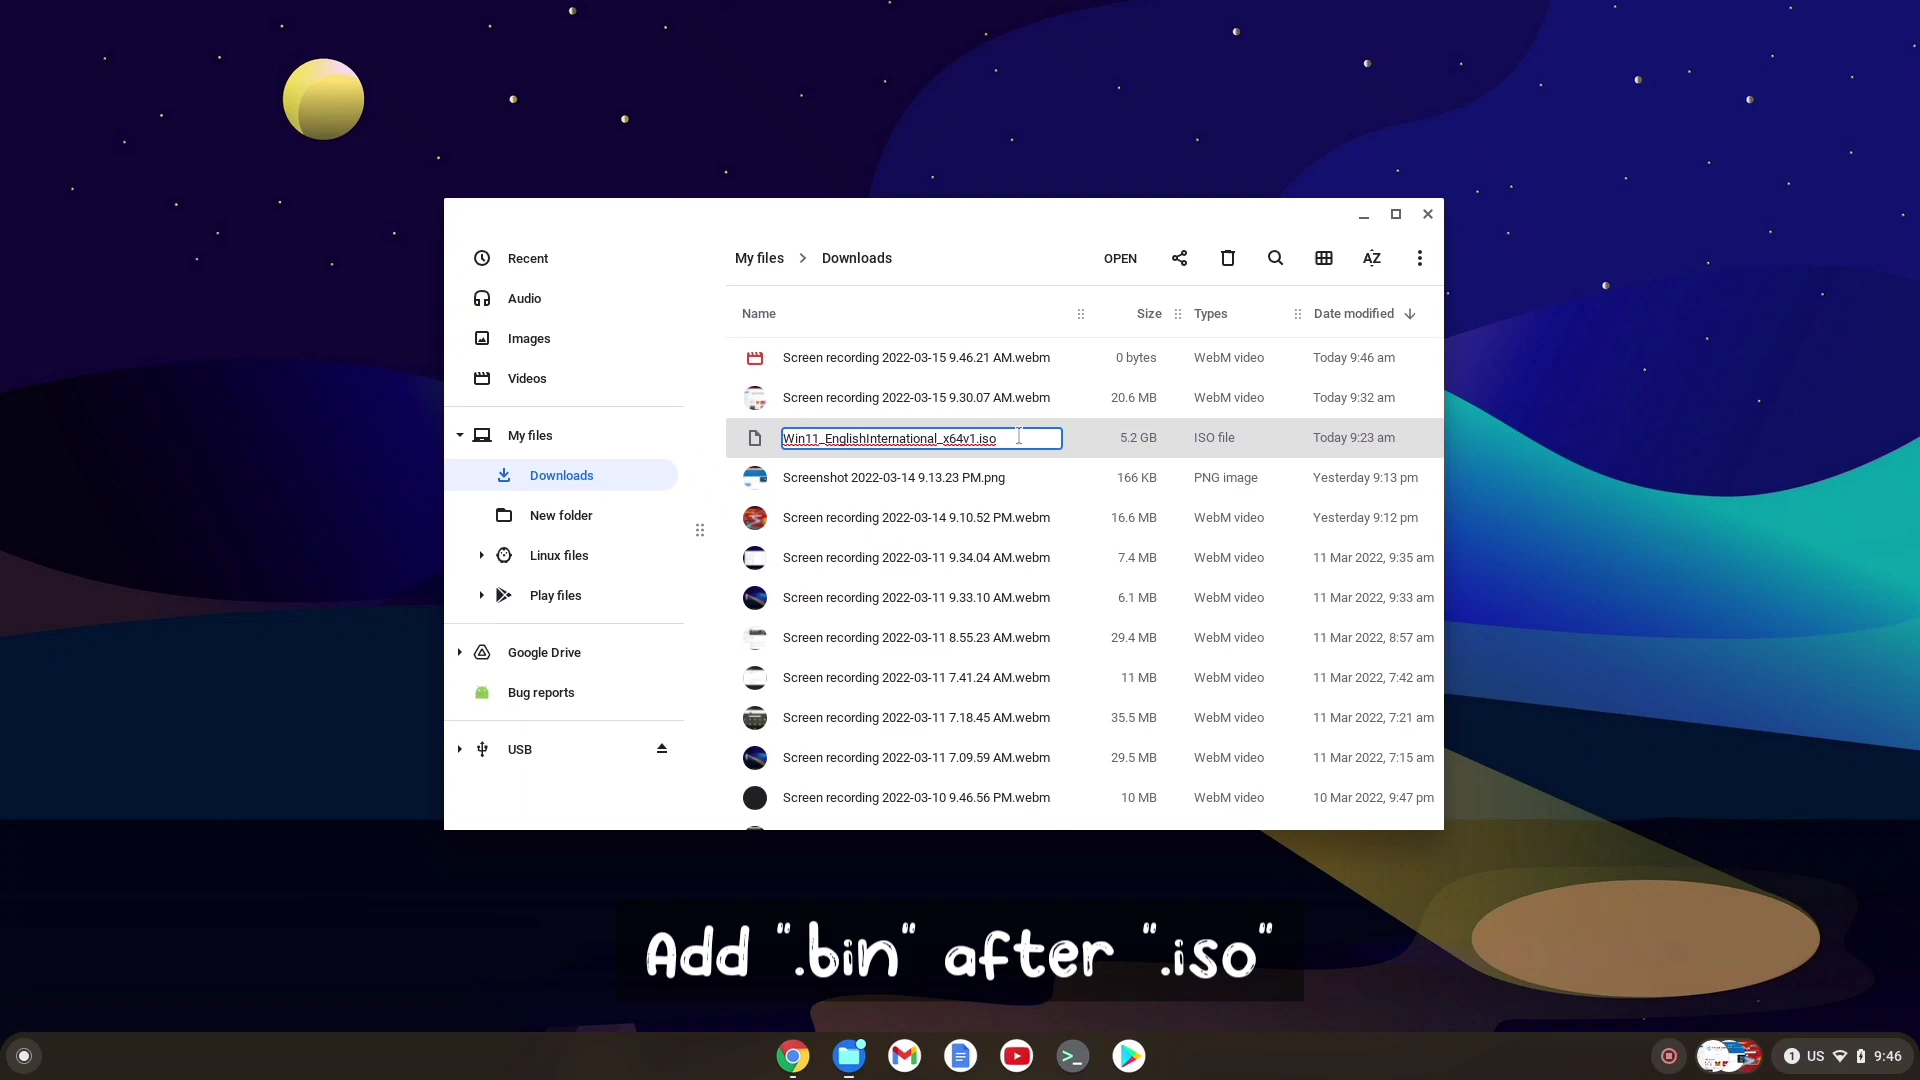 Recent
Audio
Images
Videos
My files
Downloads
New folder
Linux files
Play files
Google Drive
Bug reports
USB
My files > Downloads
OPEN
AZ
Name Size Types Date modified
Screen recording 2022-03-15 9.46.21 AM.webm 0 bytes WebM video Today 9:46 am
Screen recording 2022-03-15 9.30.07 AM.webm 20.6 MB WebM video Today 9:32 am
Win11_EnglishInternational_x64v1.iso 5.2 GB ISO file Today 9:23 am
Screenshot 2022-03-14 9.13.23 PM.png 166 KB PNG image Yesterday 9:13 pm
Screen recording 2022-03-14 9.10.52 PM.webm 16.6 MB WebM video Yesterday 9:12 pm
Screen recording 2022-03-11 9.34.04 AM.webm 7.4 MB WebM video 11 Mar 2022, 9:35 am
Screen recording 2022-03-11 9.33.10 AM.webm 6.1 MB WebM video 11 Mar 2022, 9:33 am
Screen recording 2022-03-11 8.55.23 AM.webm 29.4 MB WebM video 11 Mar 2022, 8:57 am
Screen recording 2022-03-11 7.41.24 AM.webm 11 MB WebM video 11 Mar 2022, 7:42 am
Screen recording 2022-03-11 7.18.45 AM.webm 35.5 MB WebM video 11 Mar 2022, 7:21 am
Screen recording 2022-03-11 7.09.59 AM.webm 29.5 MB WebM video 11 Mar 2022, 7:15 am
Screen recording 2022-03-10 9.46.56 PM.webm 10 MB WebM video 10 Mar 2022, 9:47 pm
Add ".bin" after ".iso"
1 US 9:46